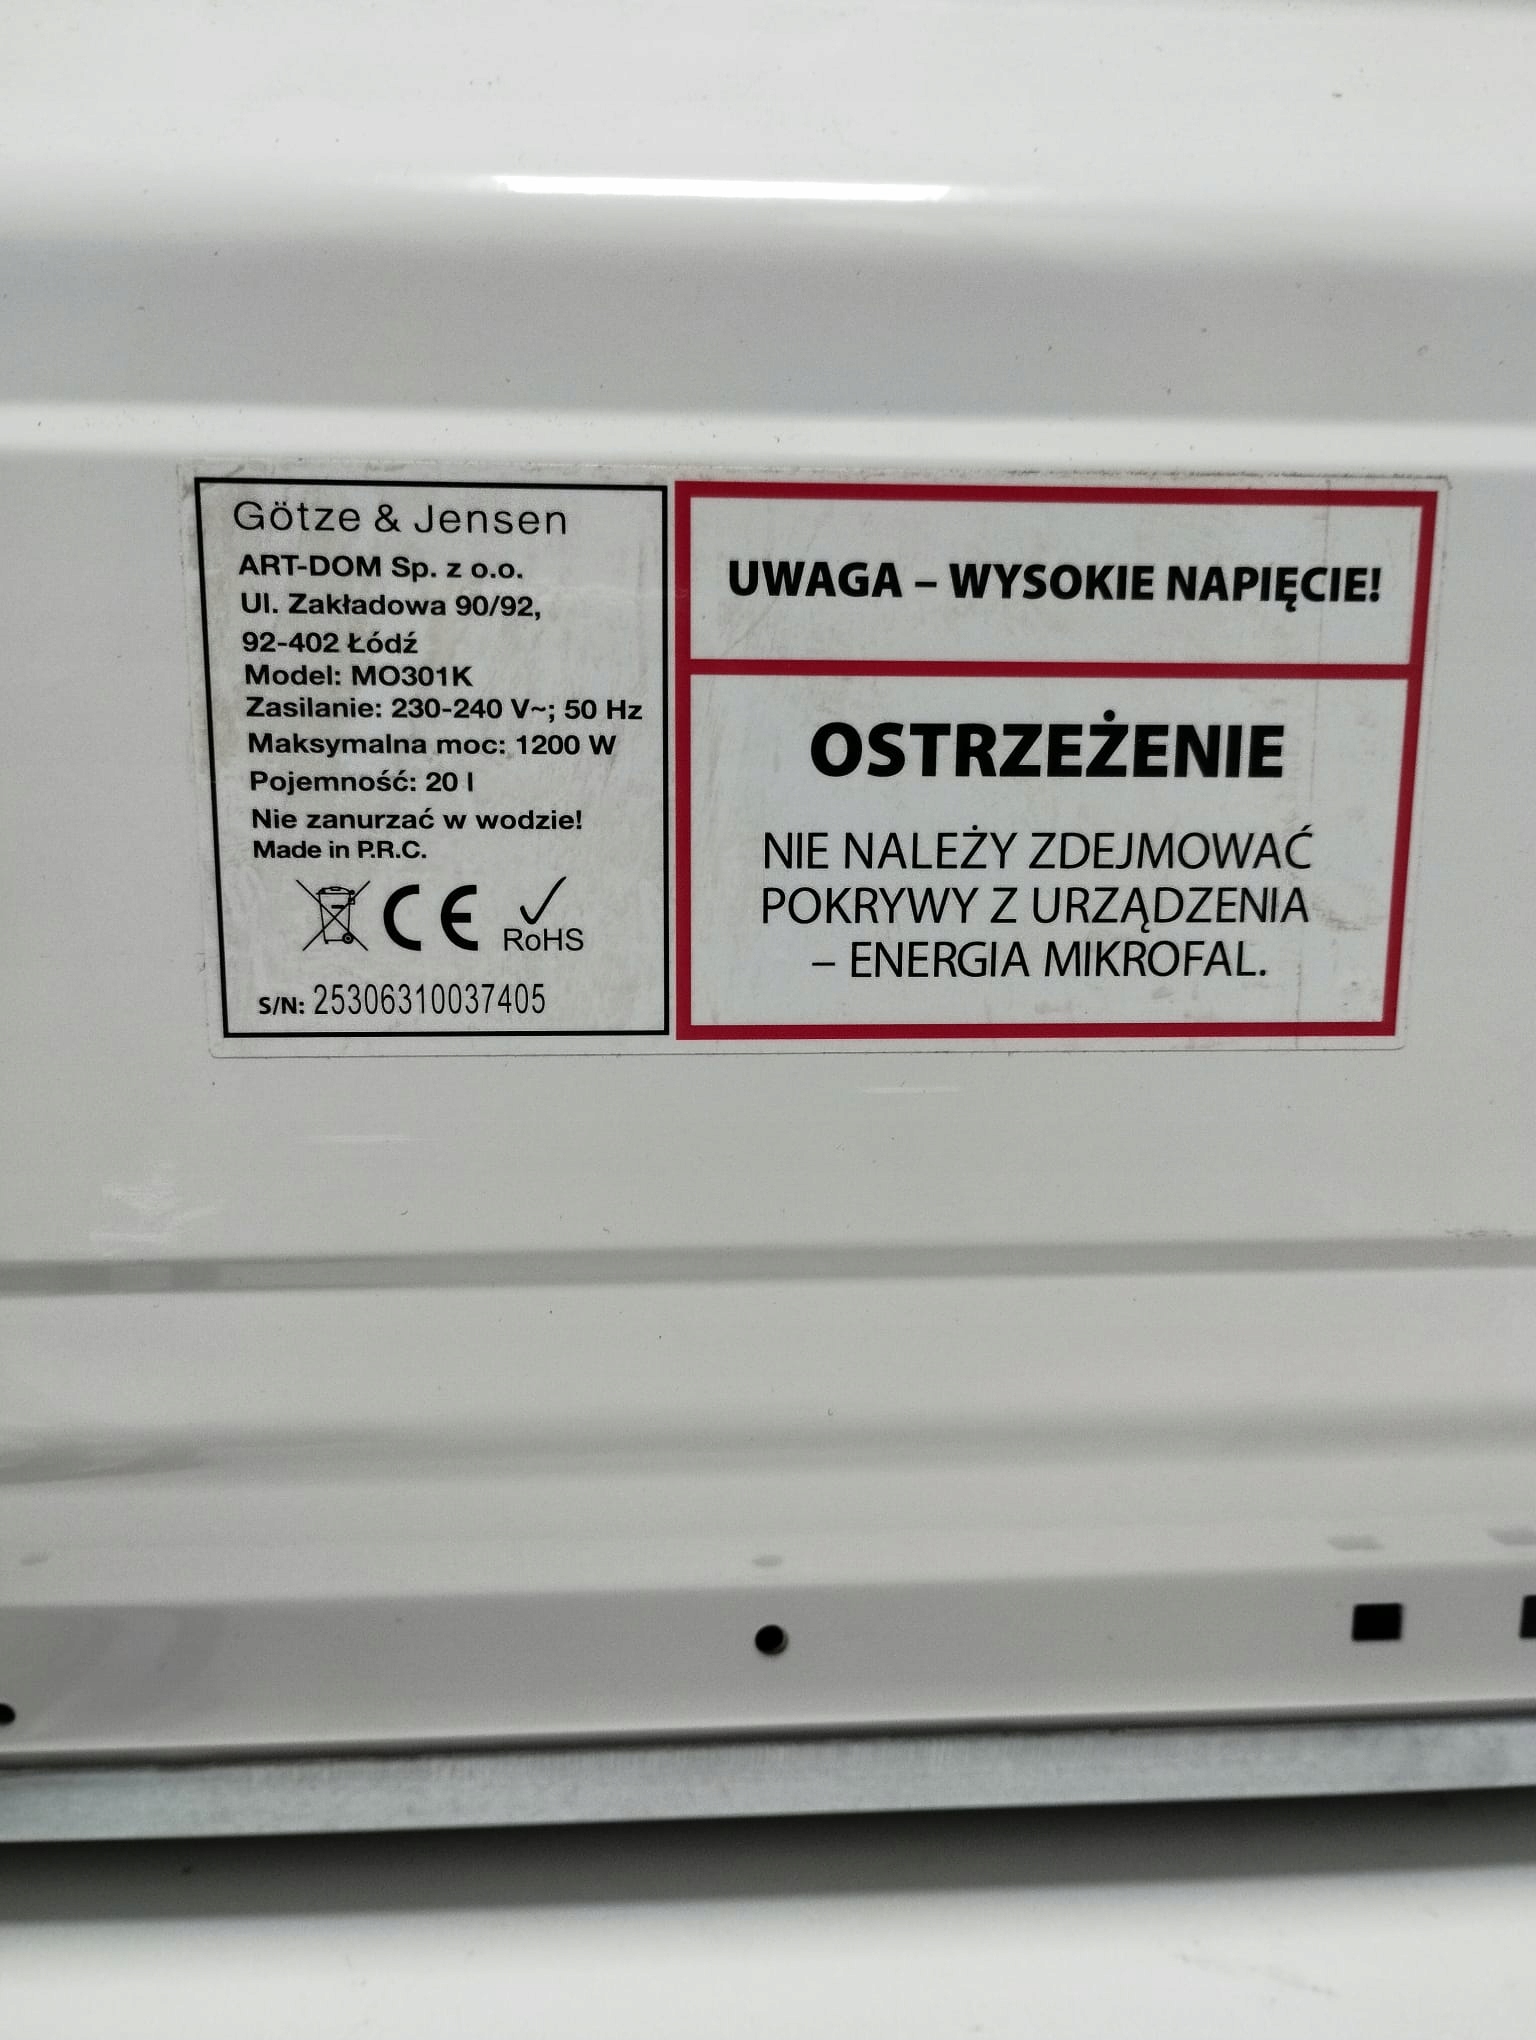 Götze & Jensen
ART-DOM Sp. z o.o.
Ul. Zakładowa 90/92,
92-402 Łódź
Model: MO301K
Zasilanie: 230-240 V~; 50 Hz
Maksymalna moc: 1200 W
Pojemność: 20 l
Nie zanurzać w wodzie!
Made in P.R.C.
CE RoHS
S/N: 25306310037405
UWAGA – WYSOKIE NAPIĘCIE!
OSTRZEŻENIE
NIE NALEŻY ZDEJMOWAĆ
POKRYWY Z URZĄDZENIA
– ENERGIA MIKROFAL.